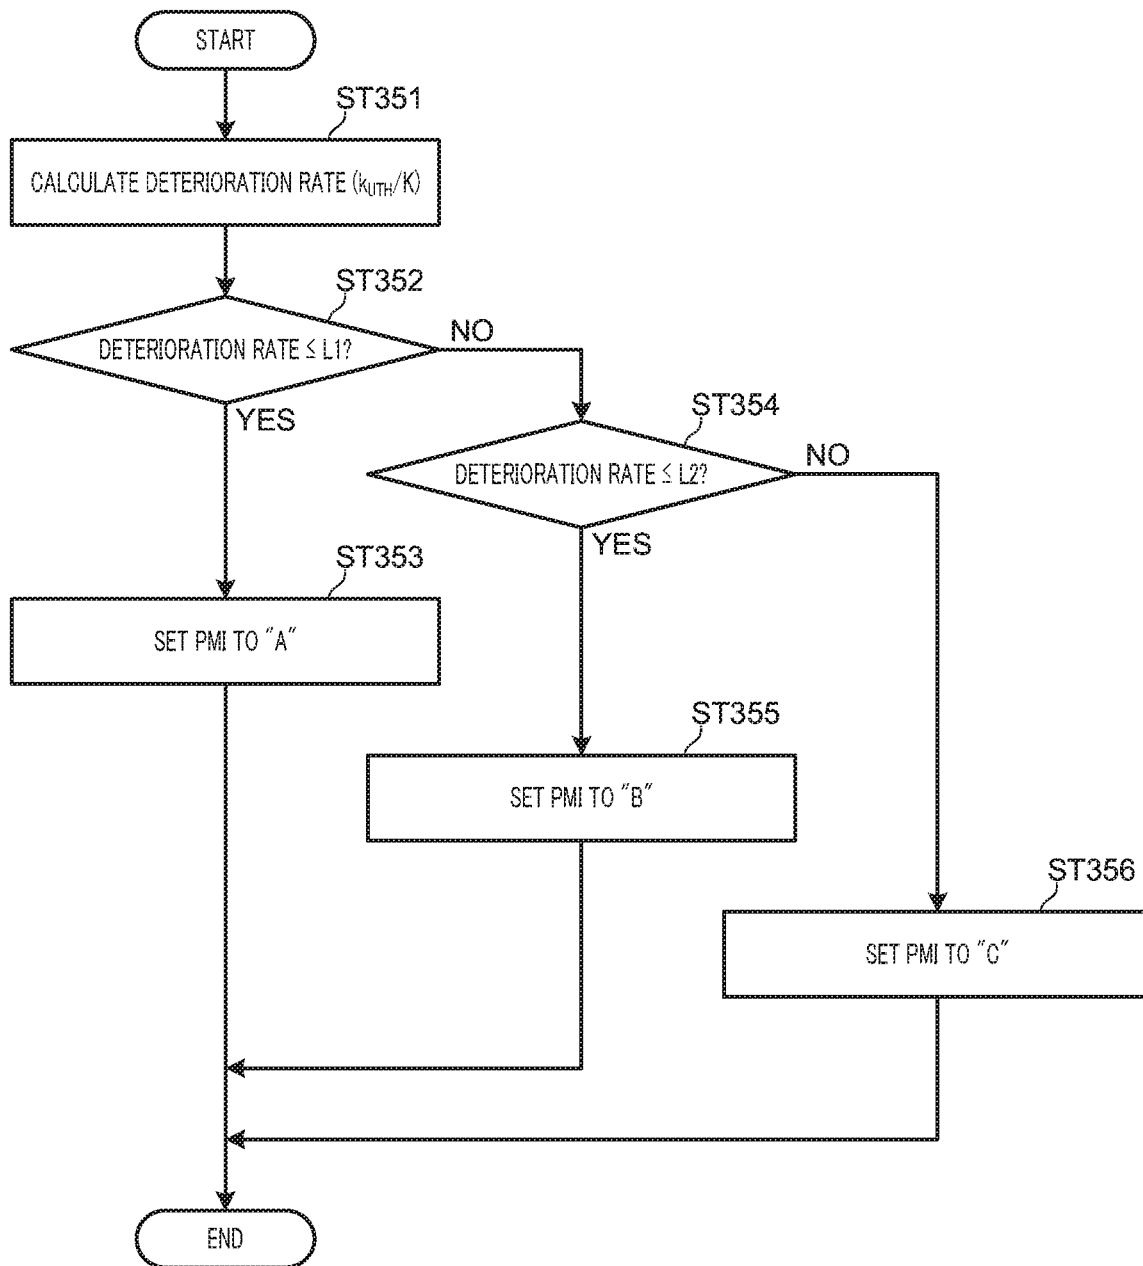 START
ST351
CALCULATE DETERIORATION RATE (kUTH/K)
ST352
DETERIORATION RATE ≤ L1?
NO
YES
ST354
DETERIORATION RATE ≤ L2?
NO
YES
ST353
SET PMI TO "A"
ST355
SET PMI TO "B"
ST356
SET PMI TO "C"
END